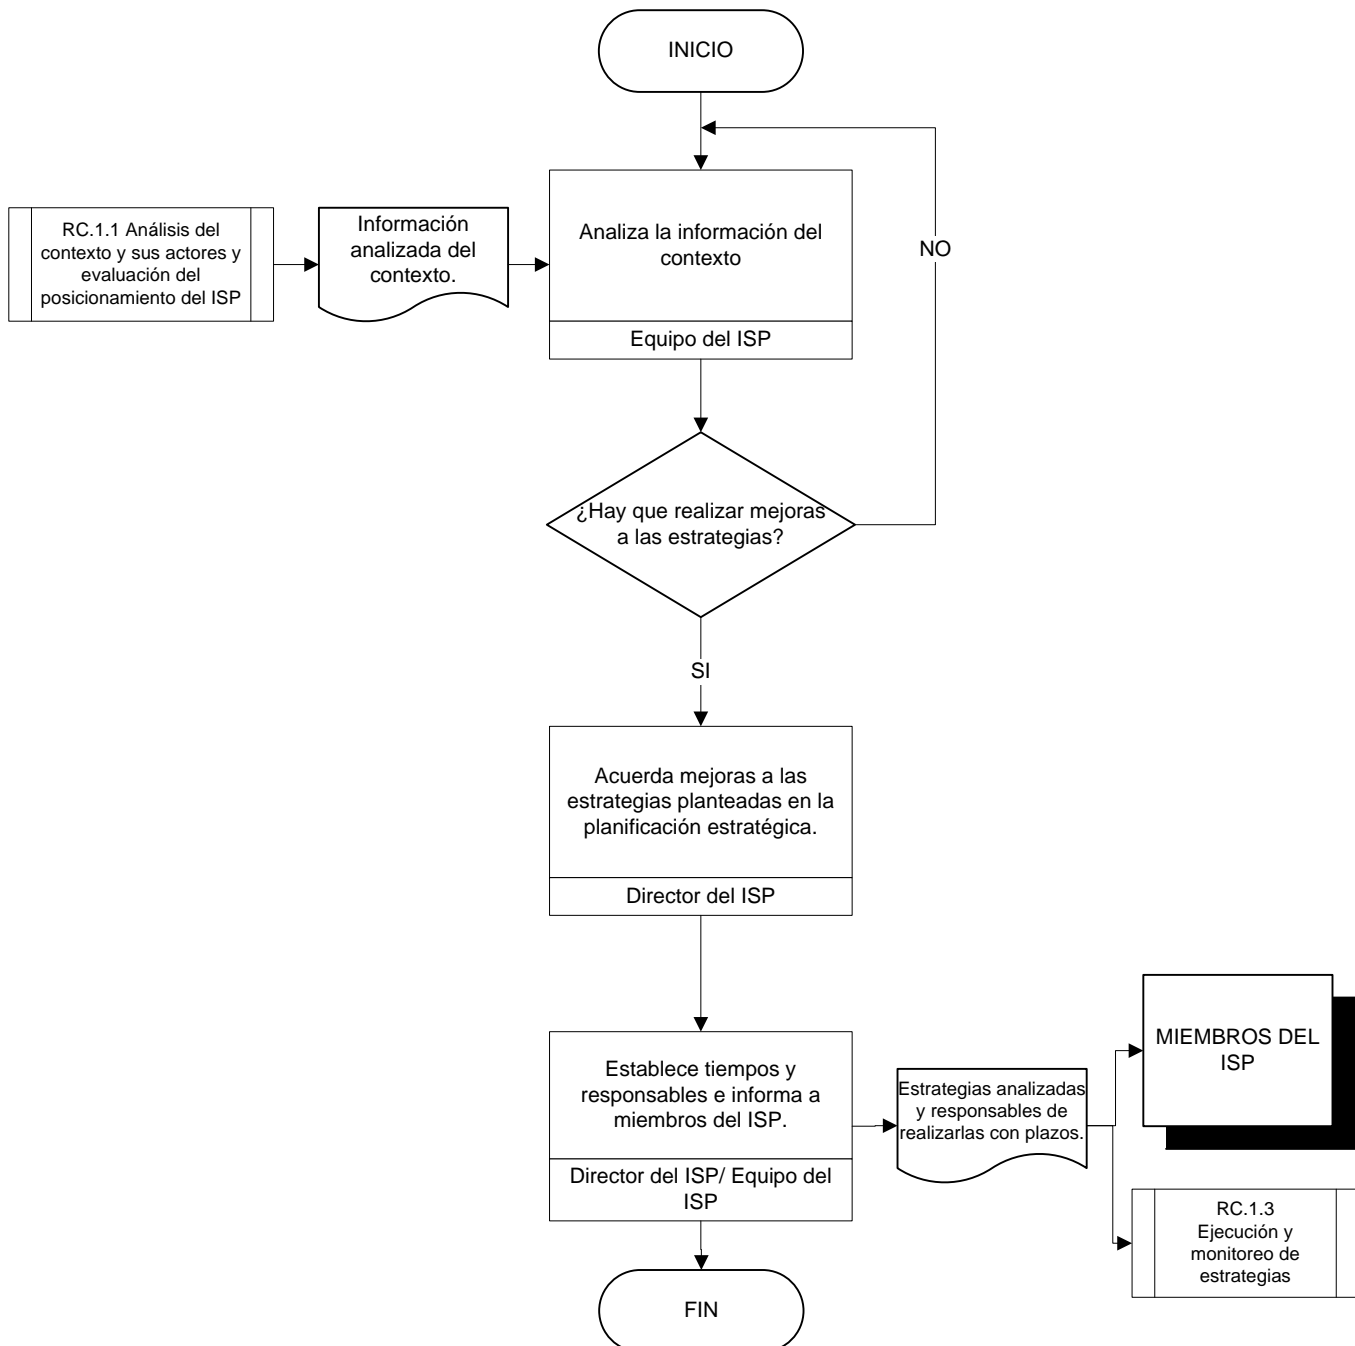 INICIO
RC.1.1 Análisis del
contexto y sus actores y
evaluación del
posicionamiento del ISP
Información
analizada del
contexto.
Analiza la información del
contexto
Equipo del ISP
NO
¿Hay que realizar mejoras
a las estrategias?
SI
Acuerda mejoras a las
estrategias planteadas en la
planificación estratégica.
Director del ISP
Establece tiempos y
responsables e informa a
miembros del ISP.
Director del ISP/ Equipo del
ISP
Estrategias analizadas
y responsables de
realizarlas con plazos.
MIEMBROS DEL
ISP
RC.1.3
Ejecución y
monitoreo de
estrategias
FIN